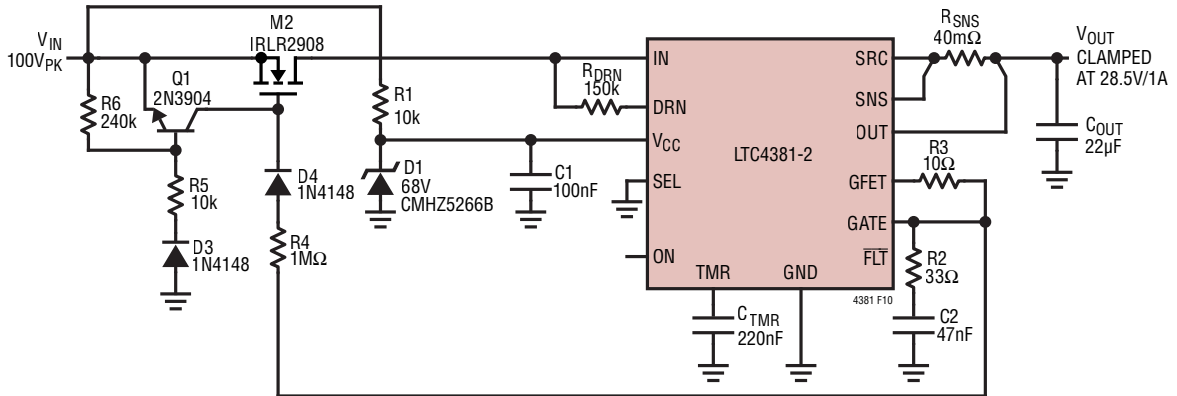 V_IN
100V_PK
M2
IRLR2908
Q1
2N3904
R6
240k
R5
10k
D3
1N4148
D4
1N4148
R4
1MΩ
R1
10k
D1
68V
CMHZ5266B
C1
100nF
R_DRN
150k
IN
DRN
V_CC
SEL
ON
TMR
GND
LTC4381-2
SRC
SNS
OUT
GFET
GATE
FLT
4381 F10
C_TMR
220nF
R_SNS
40mΩ
V_OUT
CLAMPED
AT 28.5V/1A
C_OUT
22µF
R3
10Ω
R2
33Ω
C2
47nF